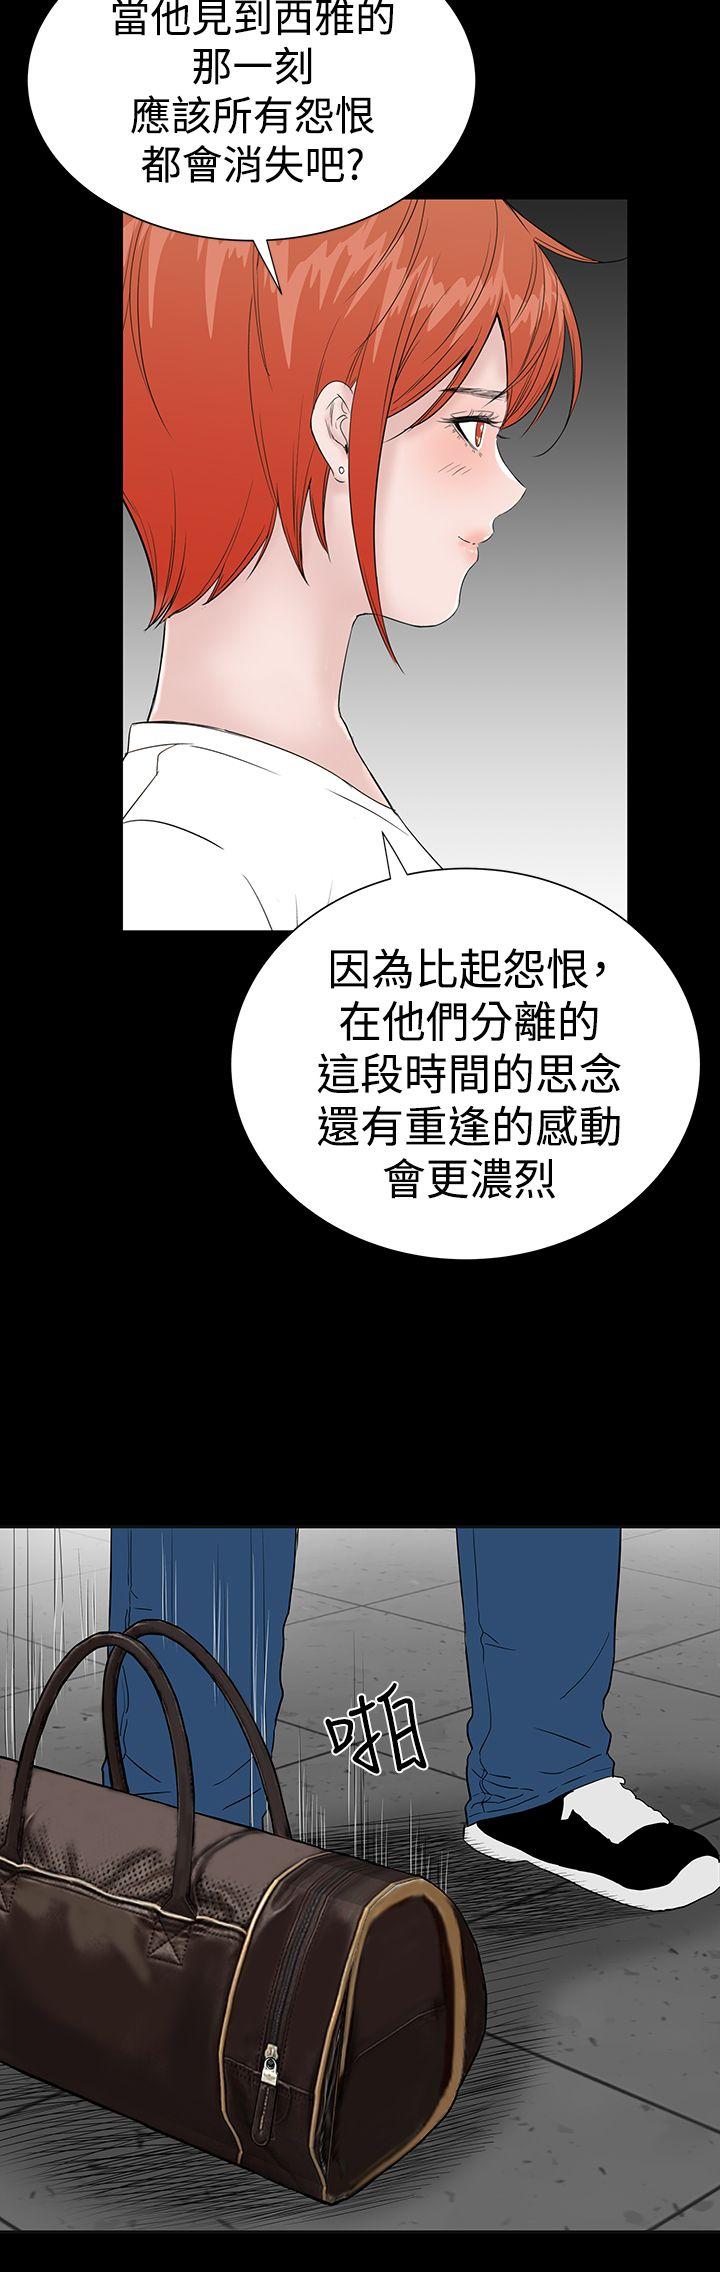 當他見到西雅的
那一刻
應該所有怨恨
都會消失吧?
因為比起怨恨,
在他們分離的
這段時間的思念
還有重逢的感動
會更濃烈
啪